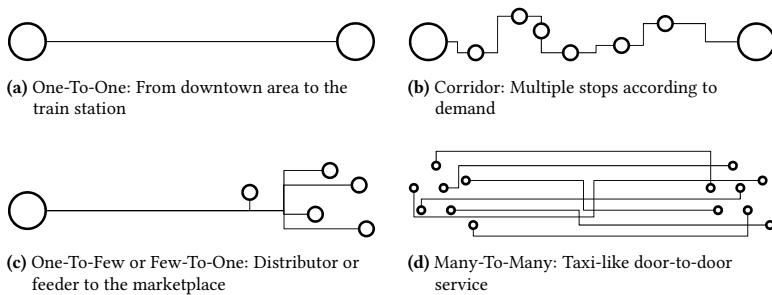 (a) One-To-One: From downtown area to the
train station
(b) Corridor: Multiple stops according to
demand
(c) One-To-Few or Few-To-One: Distributor or
feeder to the marketplace
(d) Many-To-Many: Taxi-like door-to-door
service